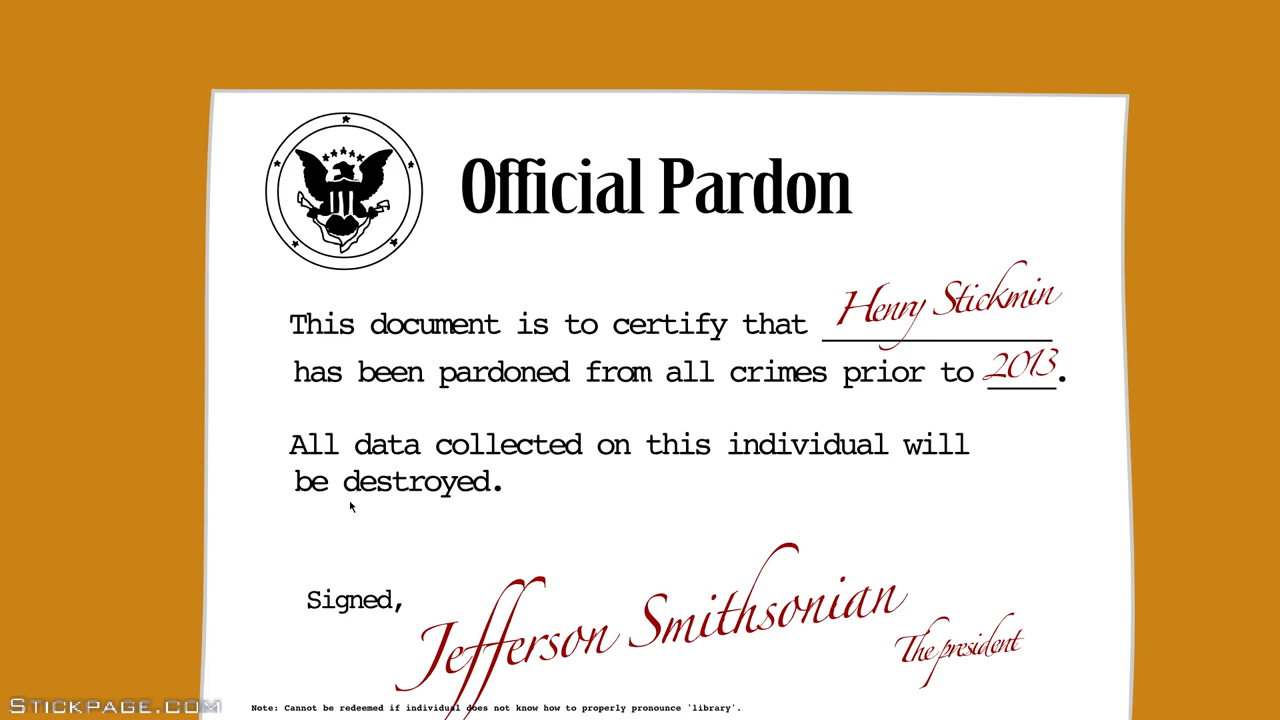 Official Pardon
This document is to certify that Henry Stickmin
has been pardoned from all crimes prior to 2013.
All data collected on this individual will
be destroyed.
Signed,
Jefferson Smithsonian
The president
Note: Cannot be redeemed if individual does not know how to properly pronounce 'library'.
STICKPAGE.COM